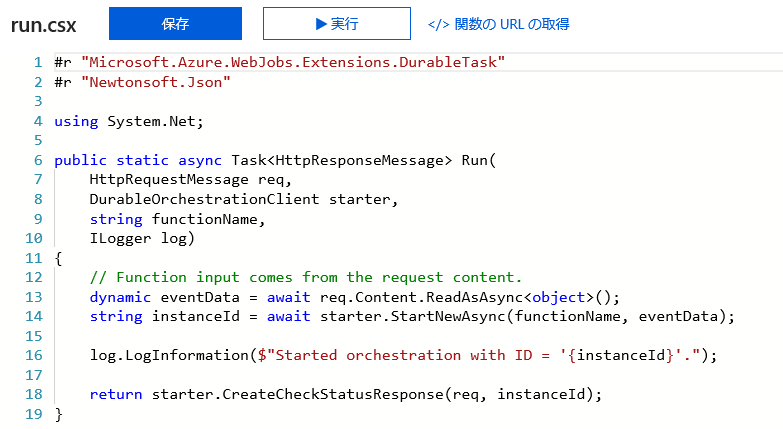 run.csx 保存 ▶実行 </> 関数の URL の取得
1 #r "Microsoft.Azure.WebJobs.Extensions.DurableTask"
2 #r "Newtonsoft.Json"
3
4 using System.Net;
5
6 public static async Task<HttpResponseMessage> Run(
7     HttpRequestMessage req,
8     DurableOrchestrationClient starter,
9     string functionName,
10     ILogger log)
11 {
12     // Function input comes from the request content.
13     dynamic eventData = await req.Content.ReadAsAsync<object>();
14     string instanceId = await starter.StartNewAsync(functionName, eventData);
15
16     log.LogInformation($"Started orchestration with ID = '{instanceId}'.");
17
18     return starter.CreateCheckStatusResponse(req, instanceId);
19 }